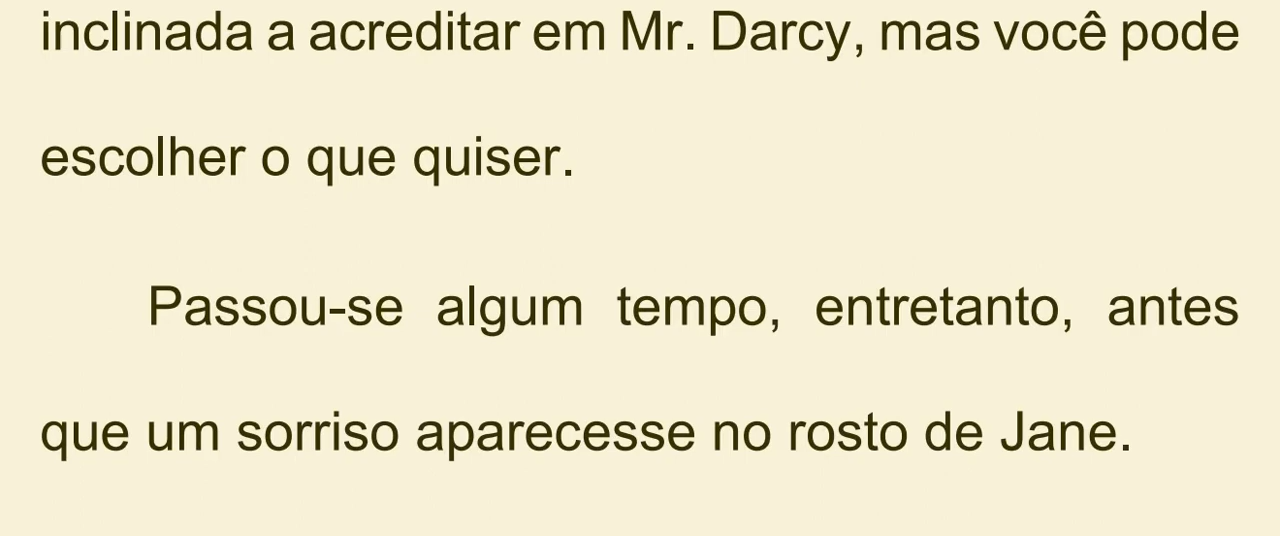 inclinada a acreditar em Mr. Darcy, mas você pode
escolher o que quiser.
Passou-se algum tempo, entretanto, antes
que um sorriso aparecesse no rosto de Jane.